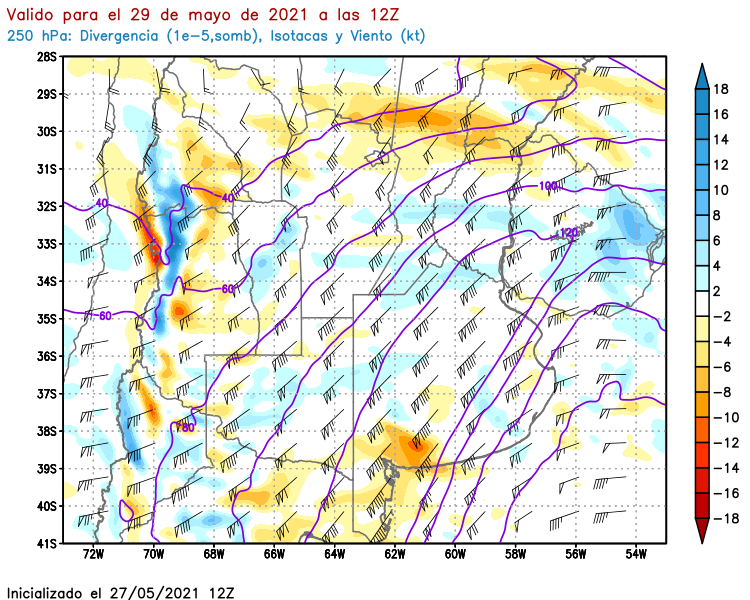 Valido para el 29 de mayo de 2021 a las 12Z
250 hPa: Divergencia (1e−5,somb), Isotacas y Viento (kt)
28S
29S
30S
31S
32S
33S
34S
35S
36S
37S
38S
39S
40S
41S
72W 70W 68W 66W 64W 62W 60W 58W 56W 54W
40
40
100
120
60
60
80
18
16
14
12
10
8
6
4
2
−2
−4
−6
−8
−10
−12
−14
−16
−18
Inicializado el 27/05/2021 12Z